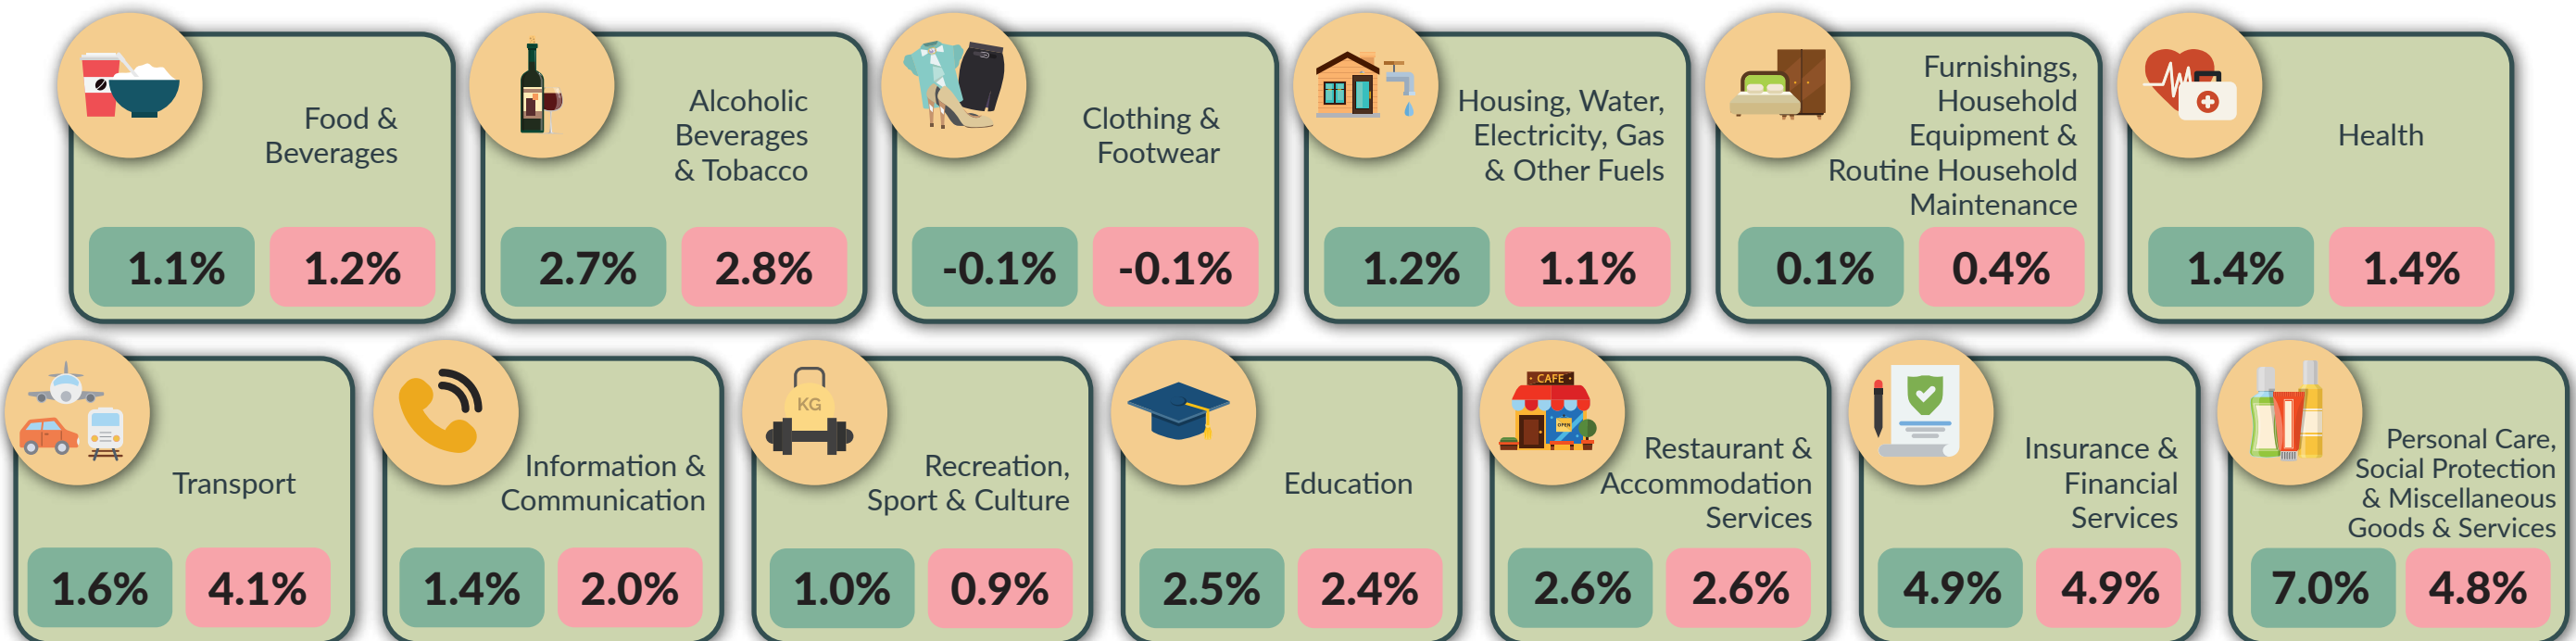 Food &
Beverages
1.1% 1.2%
Alcoholic
Beverages
& Tobacco
2.7% 2.8%
Clothing &
Footwear
-0.1% -0.1%
Housing, Water,
Electricity, Gas
& Other Fuels
1.2% 1.1%
Furnishings,
Household
Equipment &
Routine Household
Maintenance
0.1% 0.4%
Health
1.4% 1.4%
Transport
1.6% 4.1%
Information &
Communication
1.4% 2.0%
KG
Recreation,
Sport & Culture
1.0% 0.9%
Education
2.5% 2.4%
CAFE
OPEN
Restaurant &
Accommodation
Services
2.6% 2.6%
Insurance &
Financial
Services
4.9% 4.9%
Personal Care,
Social Protection
& Miscellaneous
Goods & Services
7.0% 4.8%